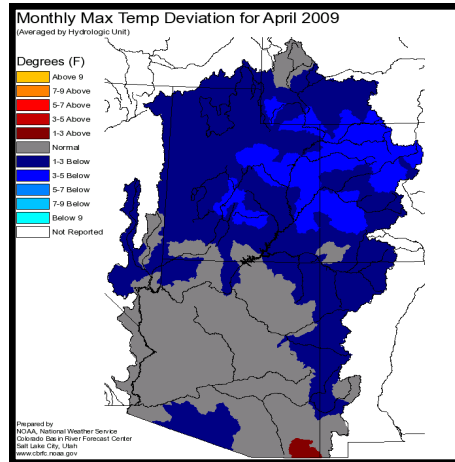 Monthly Max Temp Deviation for April 2009
(Averaged by Hydrologic Unit)
Degrees (F)
Above 9
7-9 Above
5-7 Above
3-5 Above
1-3 Above
Normal
1-3 Below
3-5 Below
5-7 Below
7-9 Below
Below 9
Not Reported
Prepared by
NOAA, National Weather Service
Colorado Basin River Forecast Center
Salt Lake City, Utah
www.cbrfc.noaa.gov